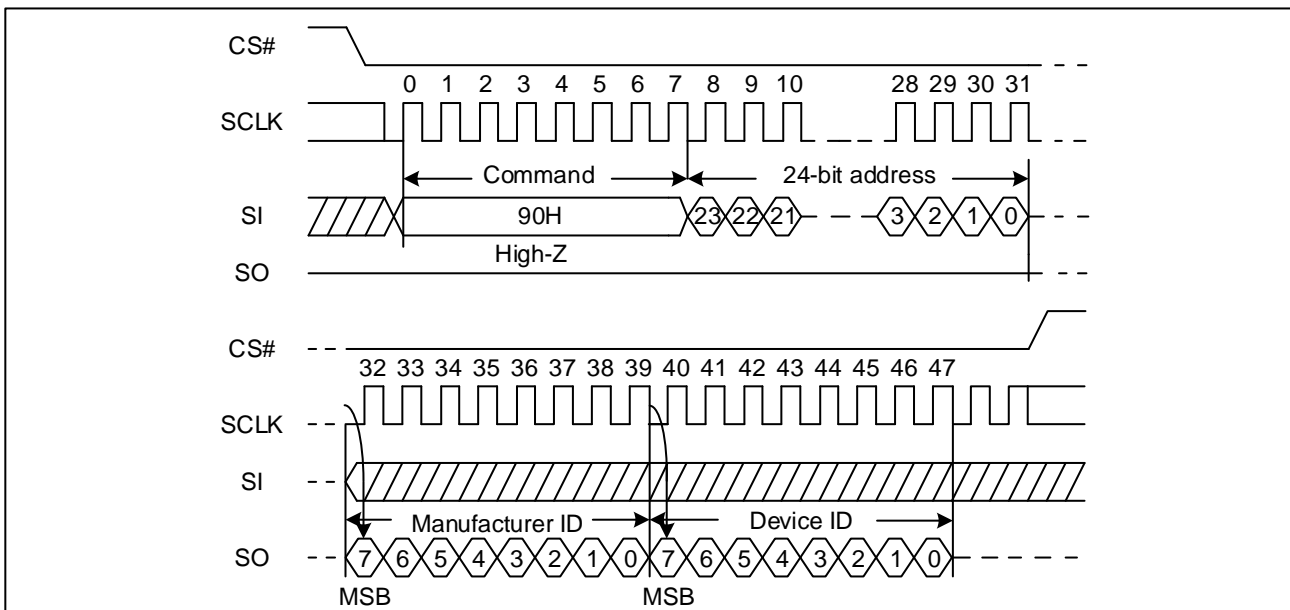 CS#
0 1 2 3 4 5 6 7 8 9 10 28 29 30 31
SCLK
Command 24-bit address
SI 90H 23 22 21 3 2 1 0
High-Z
SO
CS#
32 33 34 35 36 37 38 39 40 41 42 43 44 45 46 47
SCLK
SI
Manufacturer ID Device ID
SO 7 6 5 4 3 2 1 0 7 6 5 4 3 2 1 0
MSB MSB